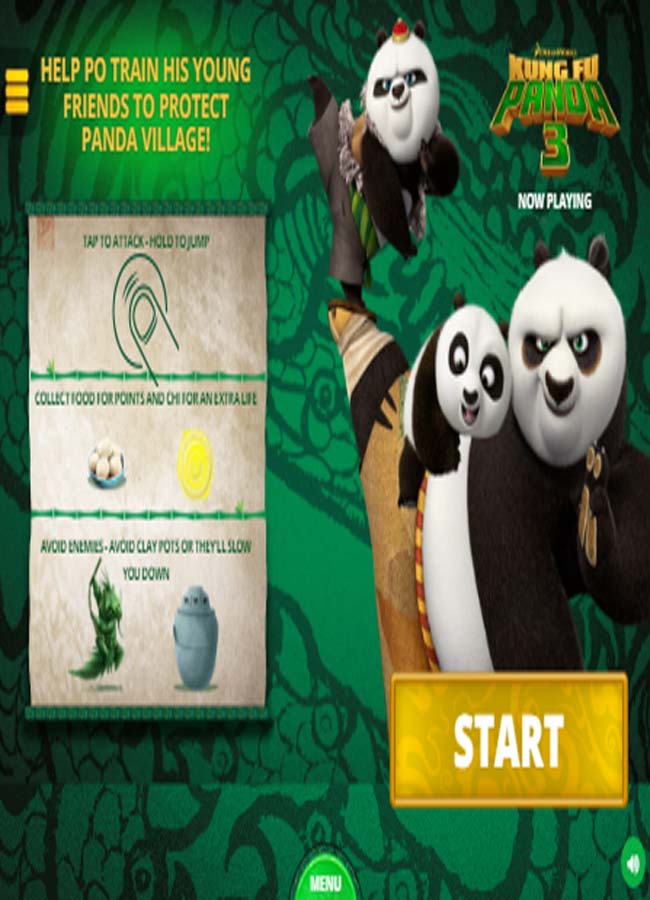 HELP PO TRAIN HIS YOUNG
FRIENDS TO PROTECT
PANDA VILLAGE!
DREAMWORKS
KUNG FU
PANDA
3
NOW PLAYING
TAP TO ATTACK - HOLD TO JUMP
COLLECT FOOD FOR POINTS AND CHI FOR AN EXTRA LIFE
AVOID ENEMIES - AVOID CLAY POTS OR THEY'LL SLOW
YOU DOWN
START
MENU